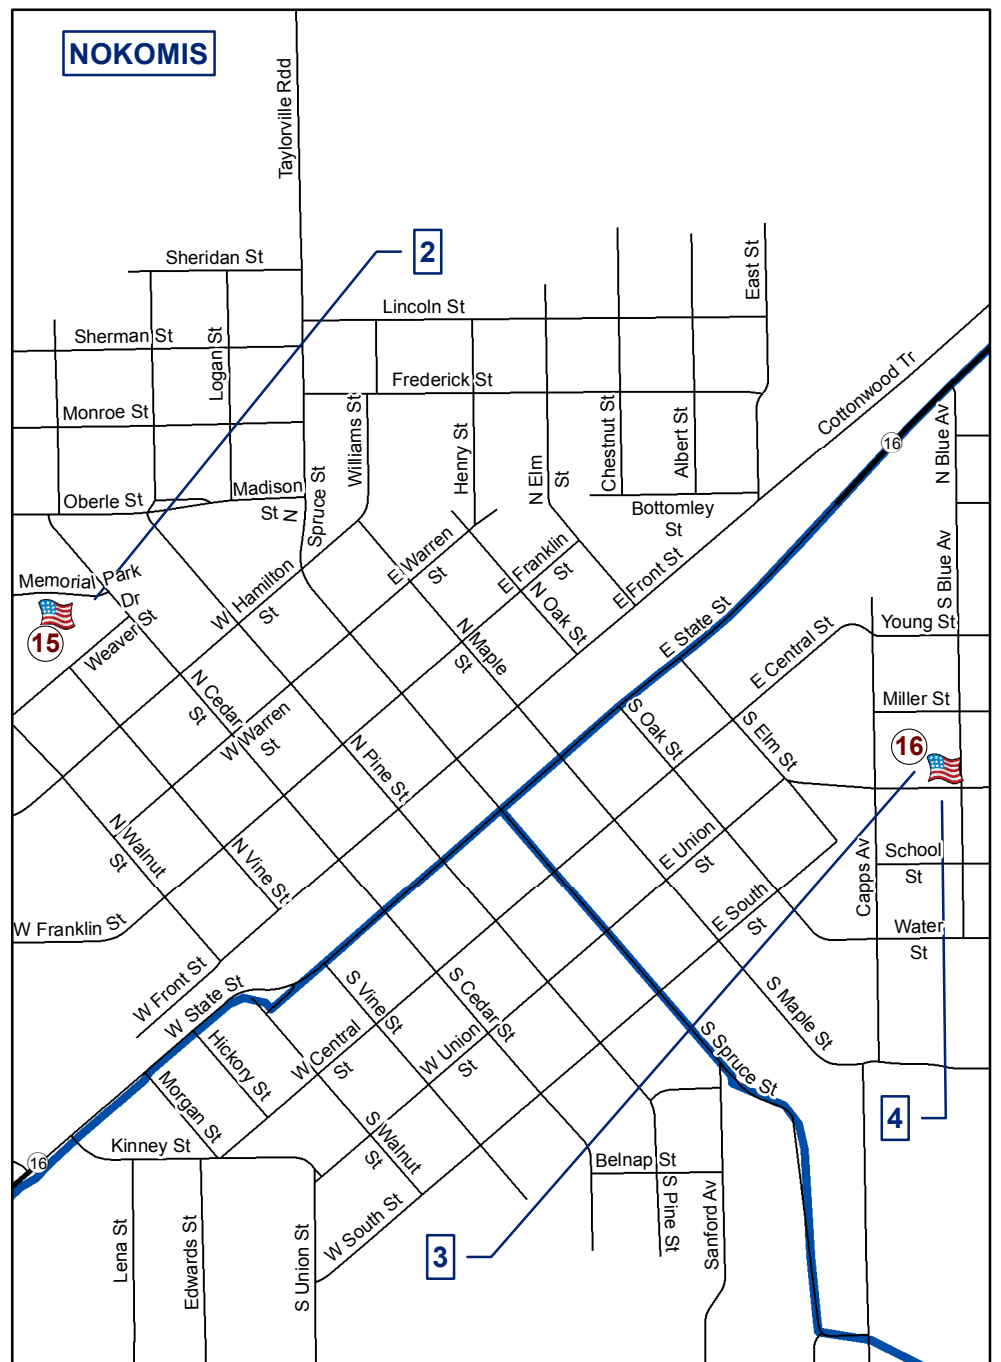 NOKOMIS
Taylorville Rdd
2
Sheridan St
East St
Lincoln St
Sherman St
Logan St
Cottonwood Tr
Frederick St
Monroe St
Williams St
Henry St
Chestnut St
Albert St
16
N Blue Av
N Elm
St
Madison
St
Oberle St
N
Spruce St
Bottomley
St
E Warren
St
E Franklin
St
E Front St
S Blue Av
Memorial Park
Dr
W Hamilton
St
N Oak St
15
Weaver St
N Maple
St
E State St
E Central St
Young St
N Cedar
St
W Warren
St
S Oak St
S Elm St
Miller St
N Pine St
16
N Walnut
St
N Vine St
E Union
St
Capps Av
School
St
E South
St
W Franklin St
Water
St
W Front St
W State St
S Vine St
S Cedar St
S Maple St
Hickory St
W Central
St
W Union
St
S Spruce St
Morgan St
4
S Walnut
St
Kinney St
16
Belnap St
S Pine St
Sanford Av
W South St
3
Lena St
Edwards St
S Union St